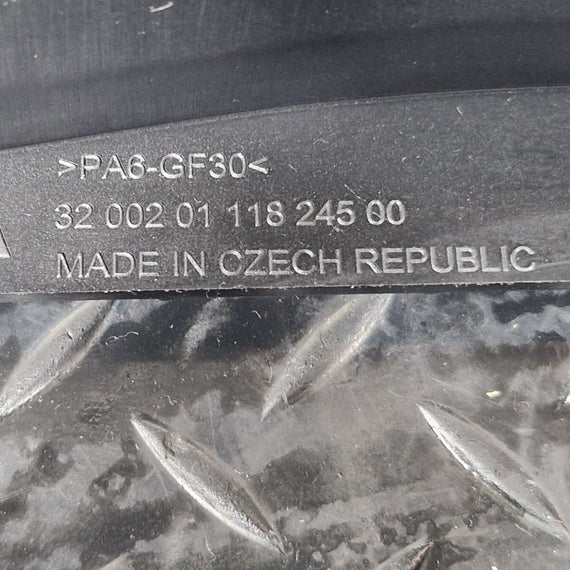 >PA6-GF30<
32 002 01 118 245 00
MADE IN CZECH REPUBLIC